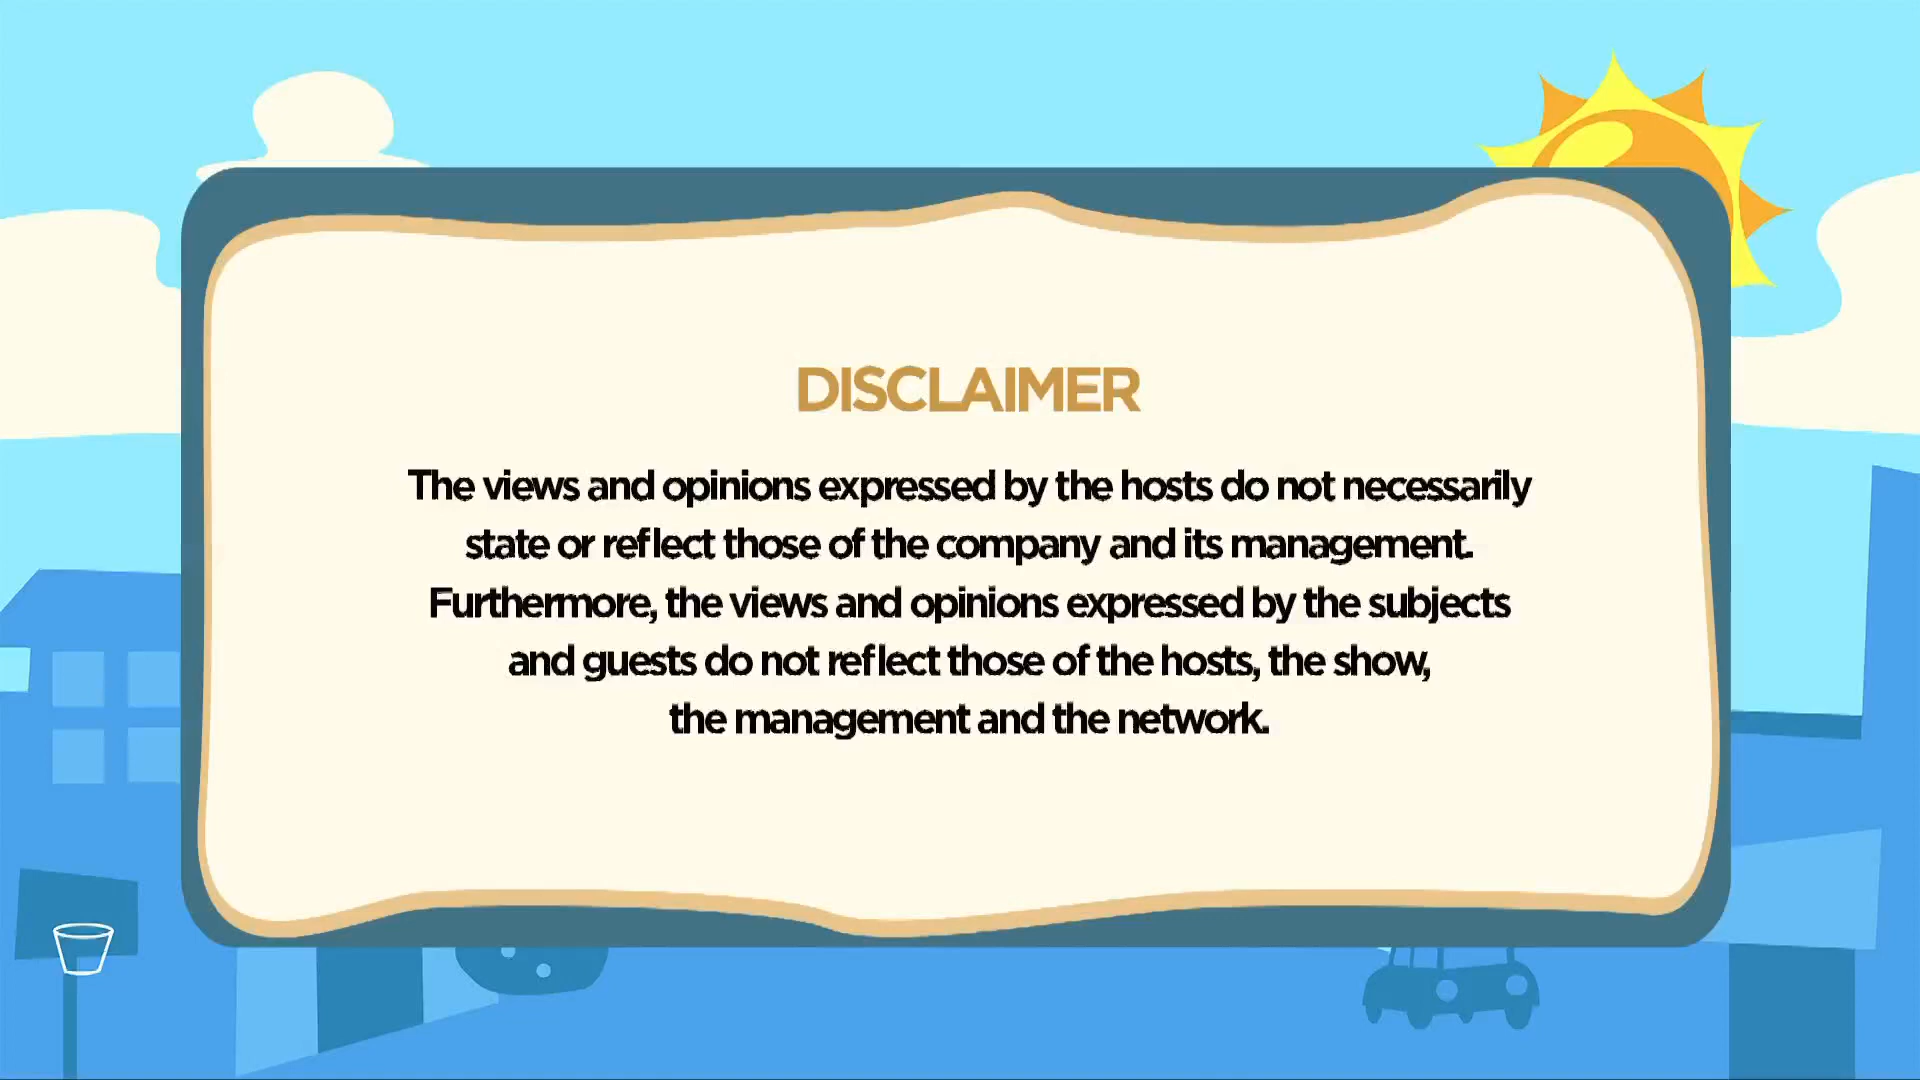 DISCLAIMER
The views and opinions expressed by the hosts do not necessarily
state or reflect those of the company and its management.
Furthermore, the views and opinions expressed by the subjects
and guests do not reflect those of the hosts, the show,
the management and the network.